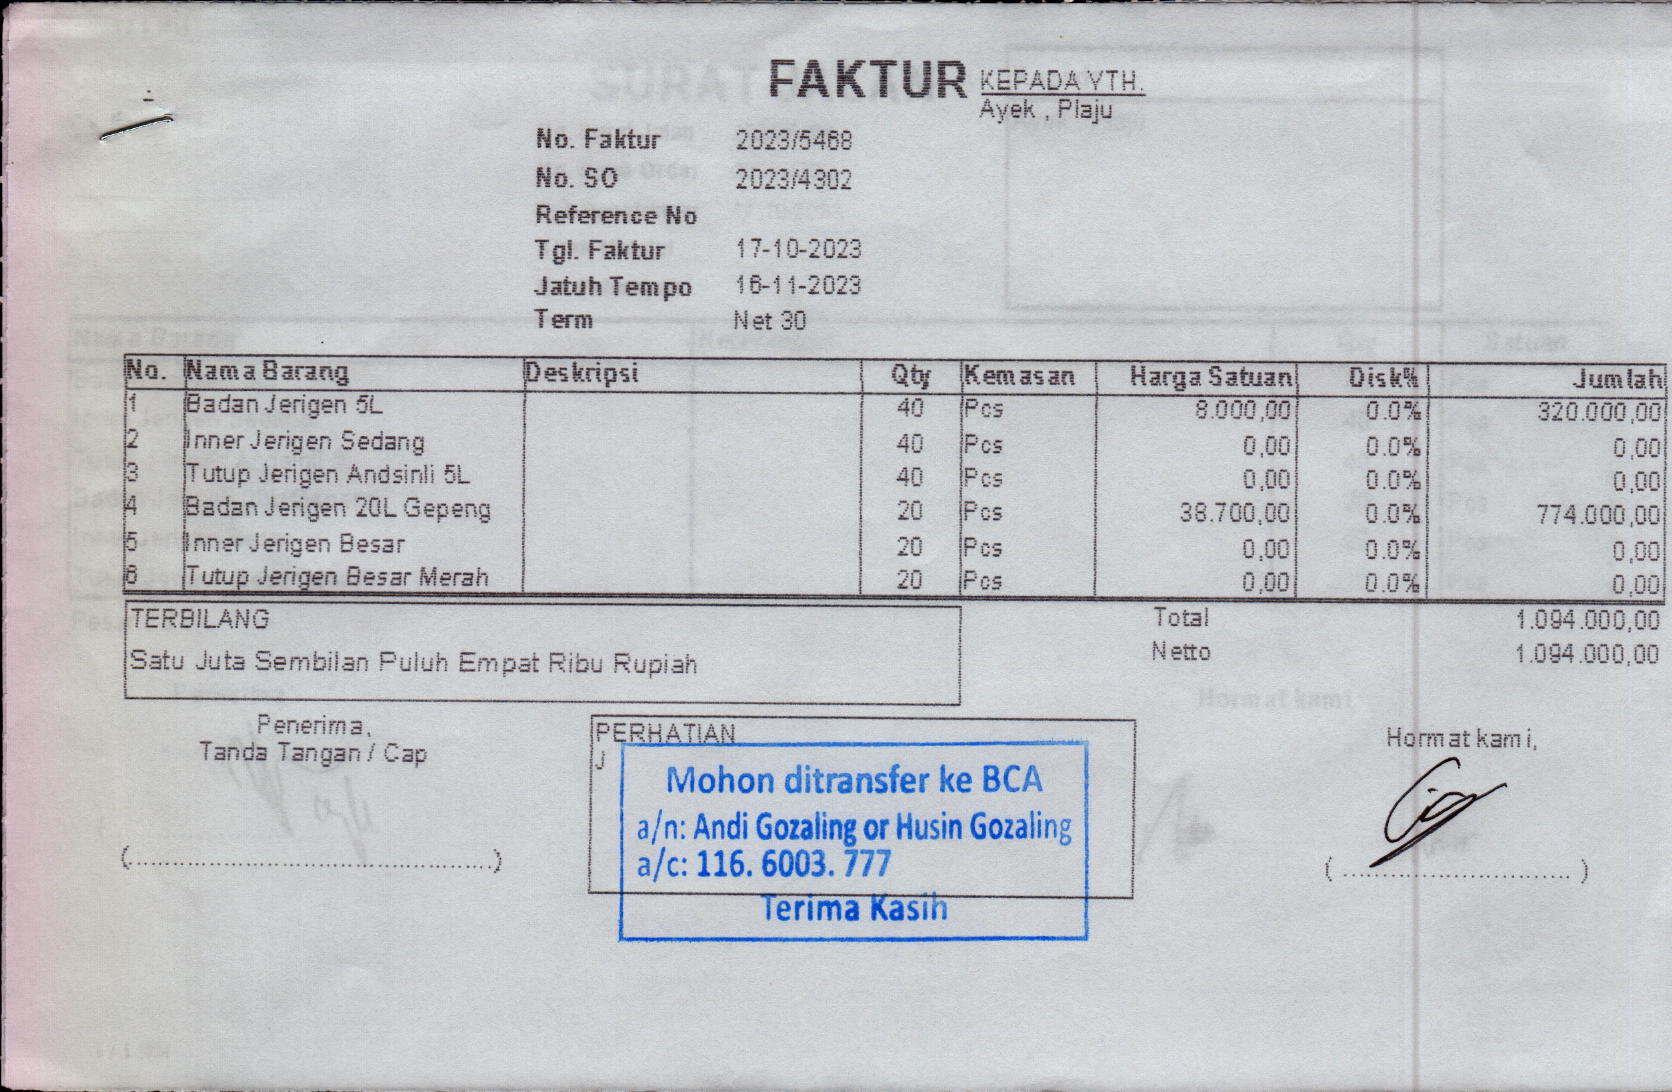 FAKTUR
KEPADA YTH.
Ayek , Plaju
No. Faktur 2023/5468
No. SO 2023/4302
Reference No
Tgl. Faktur 17-10-2023
Jatuh Tempo 16-11-2023
Term Net 30
No. Nama Barang Deskripsi Qty Kemasan Harga Satuan Disk% Jumlah
1 Badan Jerigen 5L 40 Pcs 8.000,00 0.0% 320.000,00
2 Inner Jerigen Sedang 40 Pcs 0,00 0.0% 0,00
3 Tutup Jerigen Andsinli 5L 40 Pcs 0,00 0.0% 0,00
4 Badan Jerigen 20L Gepeng 20 Pcs 38.700,00 0.0% 774.000,00
5 Inner Jerigen Besar 20 Pcs 0,00 0.0% 0,00
6 Tutup Jerigen Besar Merah 20 Pcs 0,00 0.0% 0,00
TERBILANG
Satu Juta Sembilan Puluh Empat Ribu Rupiah
Total 1.094.000,00
Netto 1.094.000,00
Penerima,
Tanda Tangan / Cap
PERHATIAN
J
Mohon ditransfer ke BCA
a/n: Andi Gozaling or Husin Gozaling
a/c: 116. 6003. 777
Terima Kasih
Hormat kami,
(..........................................)
( ............................. )